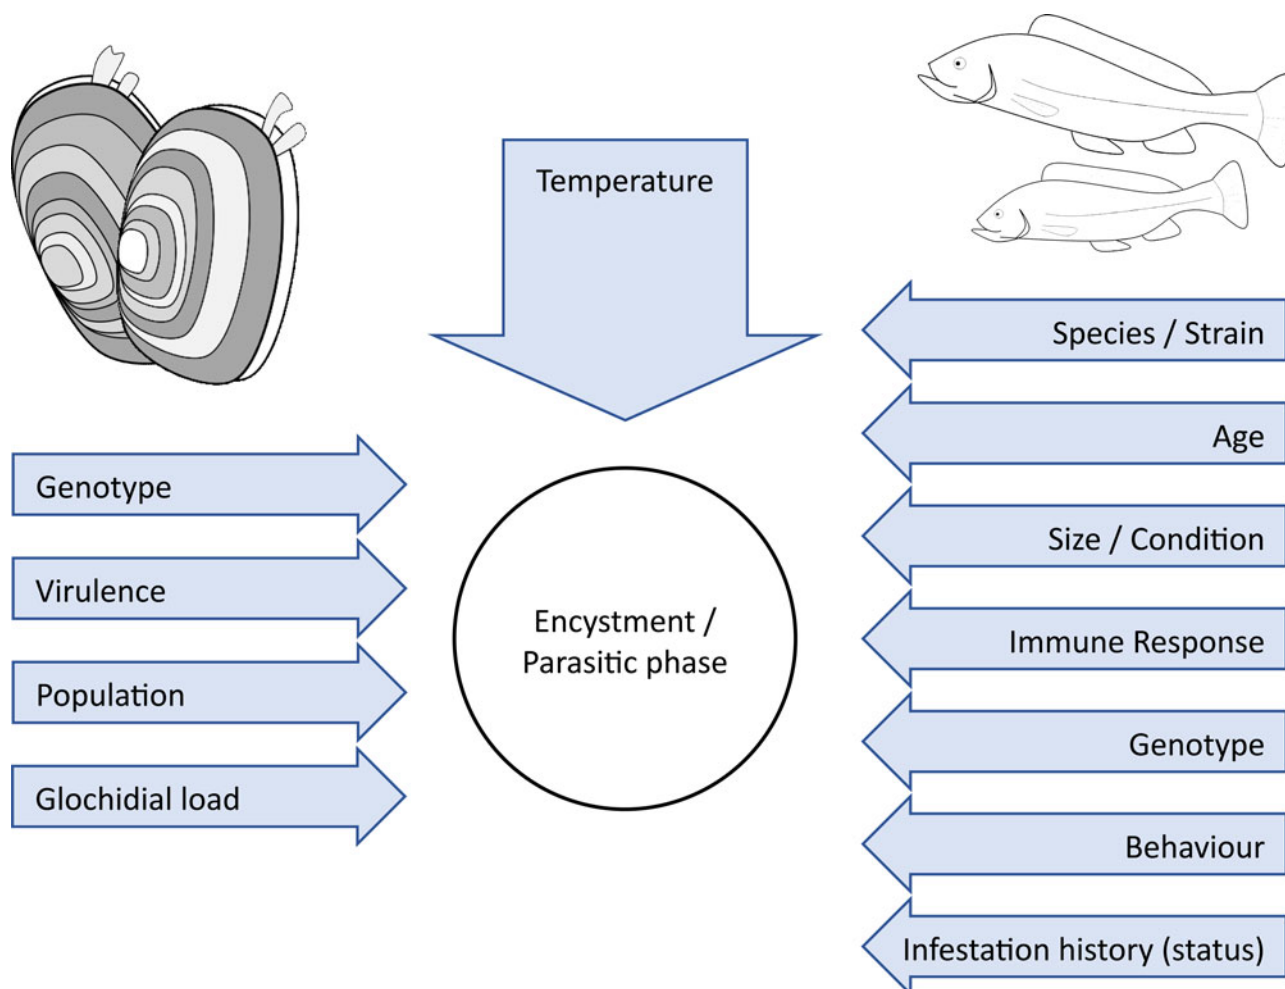 Temperature
Genotype
Virulence
Population
Glochidial load
Encystment /
Parasitic phase
Species / Strain
Age
Size / Condition
Immune Response
Genotype
Behaviour
Infestation history (status)